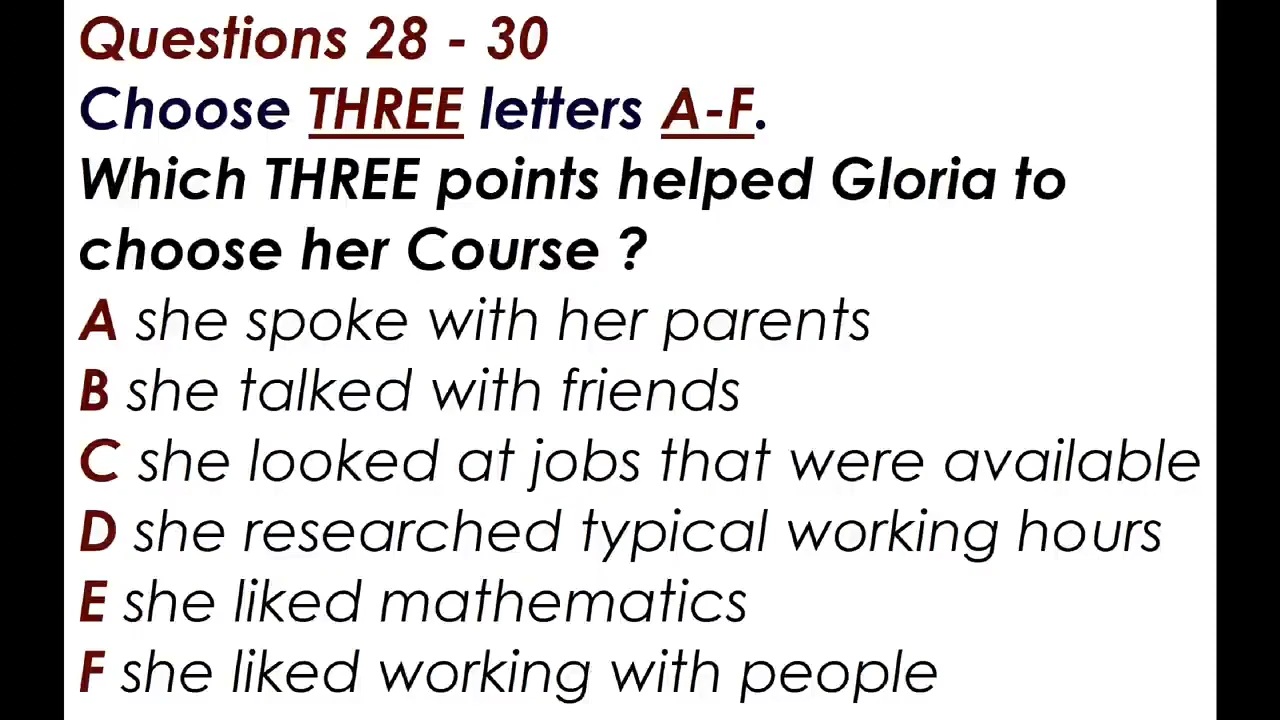 Questions 28 - 30
Choose THREE letters A-F.
Which THREE points helped Gloria to
choose her Course ?
A she spoke with her parents
B she talked with friends
C she looked at jobs that were available
D she researched typical working hours
E she liked mathematics
F she liked working with people